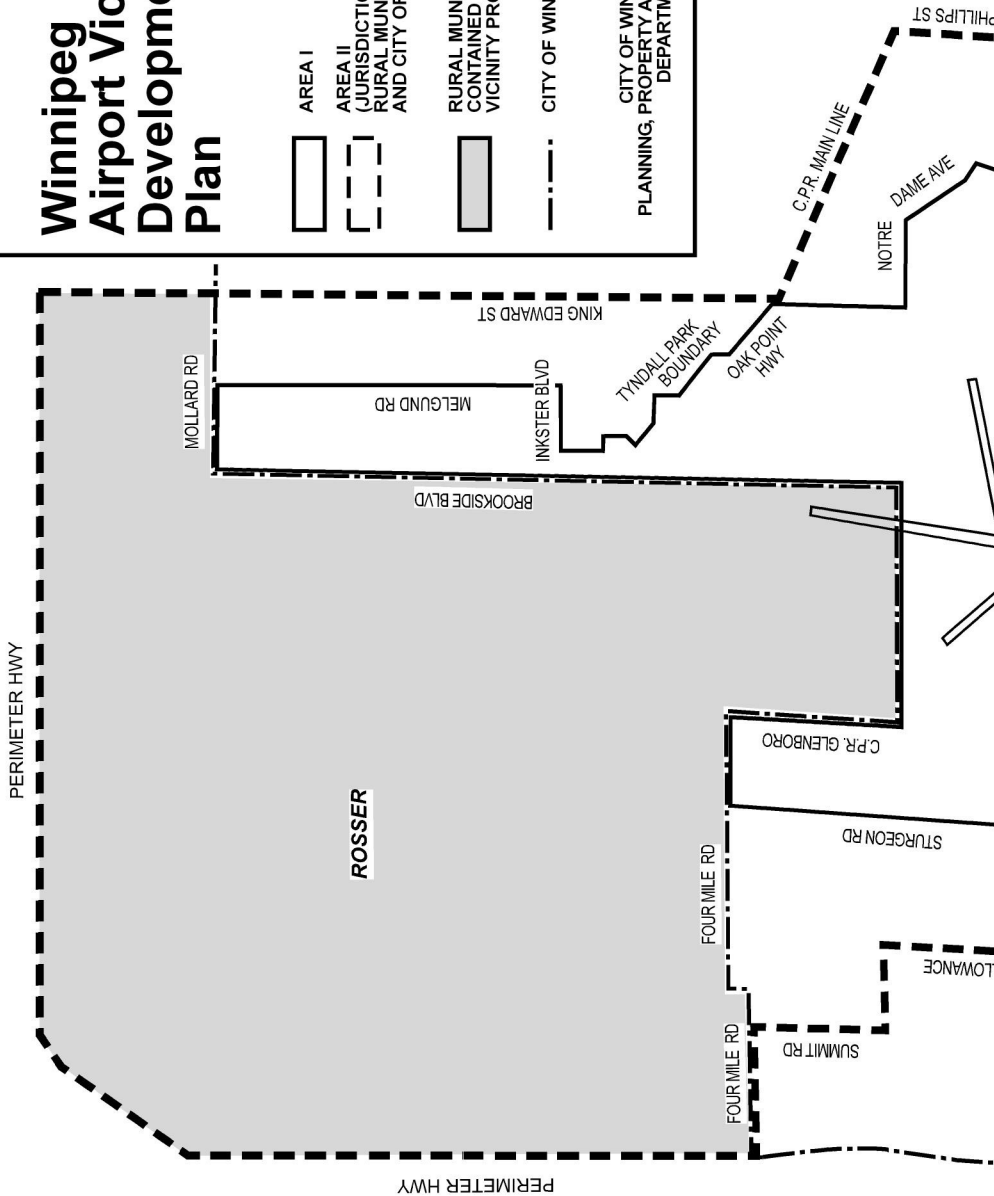 Winnipeg
Airport Vic
Developme
Plan
AREA I
AREA II
(JURISDICTIC
RURAL MUN
AND CITY OF
RURAL MUN
CONTAINED
VICINITY PRO
CITY OF WIN
CITY OF WIN
PLANNING, PROPERTY A
DEPARTM
PERIMETER HWY
MOLLARD RD
KING EDWARD ST
MELGUND RD
INKSTER BLVD
TYNDALL PARK
BOUNDARY
OAK POINT
HWY
C.P.R. MAIN LINE
PHILLIPS ST
NOTRE
DAME AVE
BROOKSIDE BLVD
ROSSER
C.P.R. GLENBORO
STURGEON RD
FOUR MILE RD
FOUR MILE RD
SUMMIT RD
LOWANCE
PERIMETER HWY